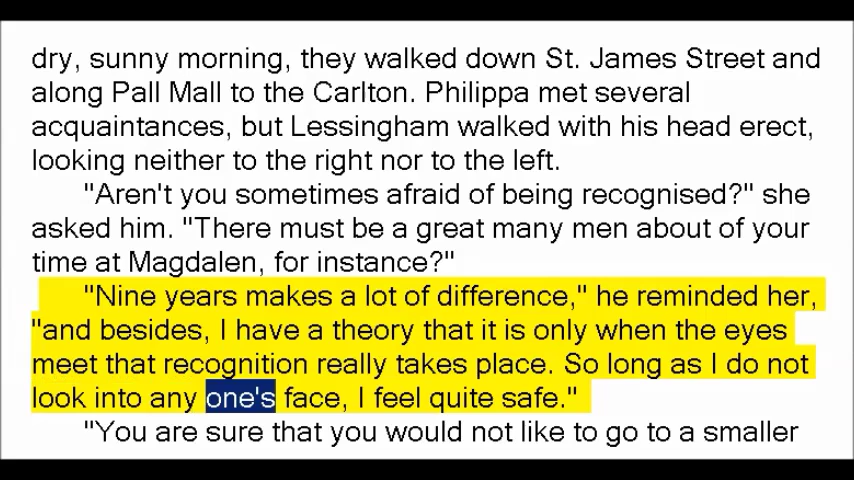 dry, sunny morning, they walked down St. James Street and
along Pall Mall to the Carlton. Philippa met several
acquaintances, but Lessingham walked with his head erect,
looking neither to the right nor to the left.
"Aren't you sometimes afraid of being recognised?" she
asked him. "There must be a great many men about of your
time at Magdalen, for instance?"
"Nine years makes a lot of difference," he reminded her,
"and besides, I have a theory that it is only when the eyes
meet that recognition really takes place. So long as I do not
look into any one's face, I feel quite safe."
"You are sure that you would not like to go to a smaller